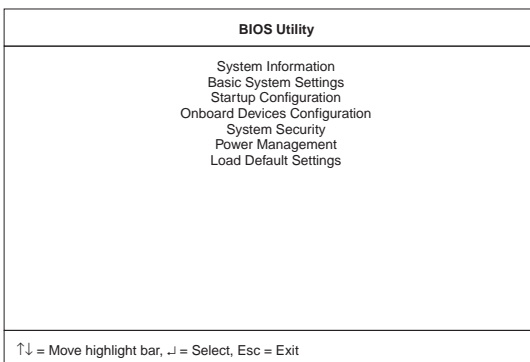 BIOS Utility
System Information
Basic System Settings
Startup Configuration
Onboard Devices Configuration
System Security
Power Management
Load Default Settings
↑↓ = Move highlight bar, ↵ = Select, Esc = Exit